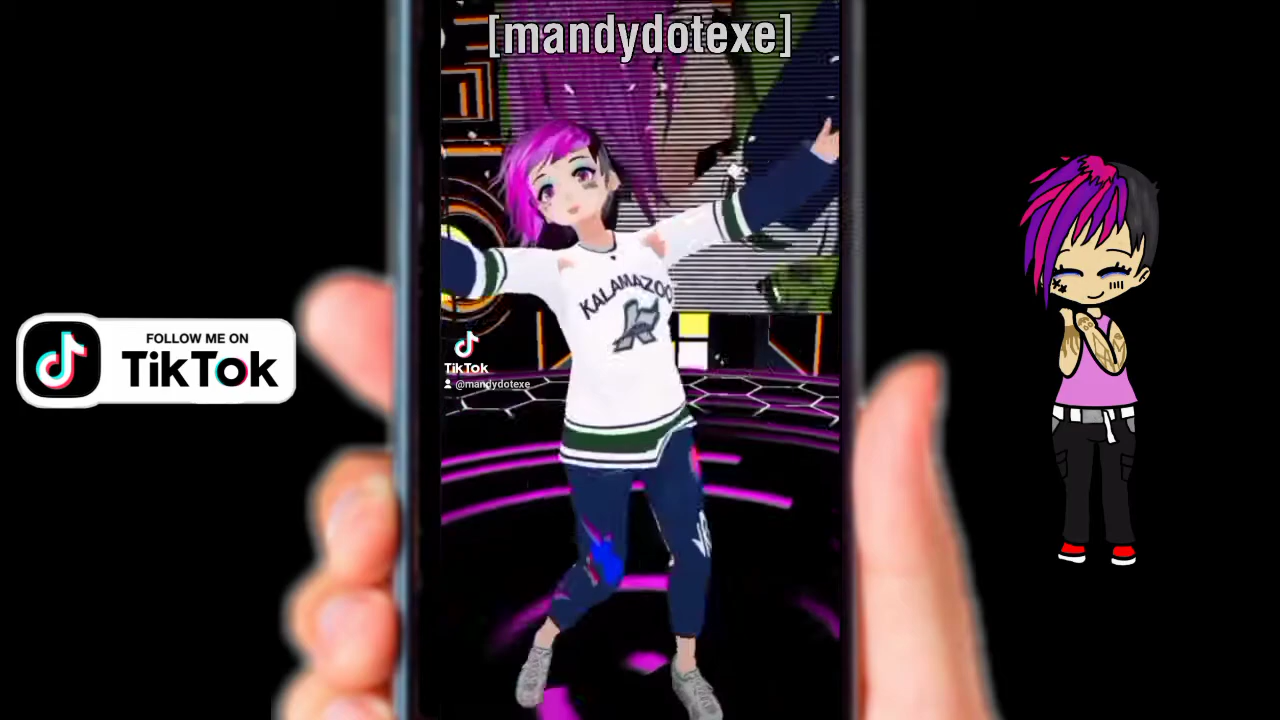 [mandydotexe]
FOLLOW ME ON
TikTok
KALAMAZOO
K
TikTok
@mandydotexe